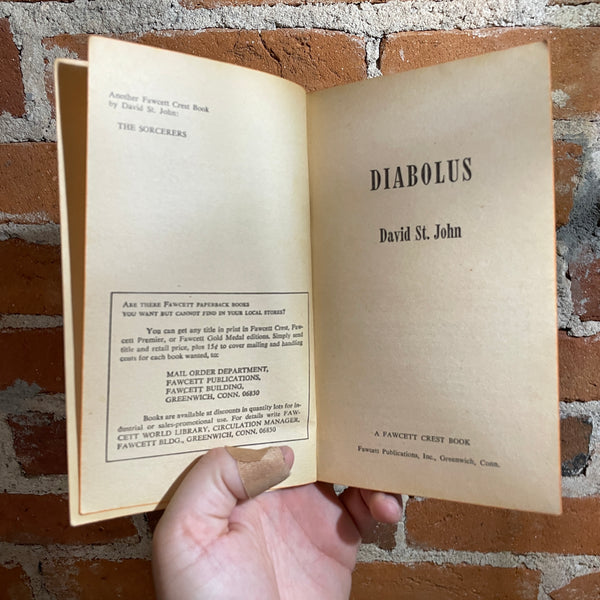 Another Fawcett Crest Book
by David St. John:
THE SORCERERS
ARE THERE FAWCETT PAPERBACK BOOKS
YOU WANT BUT CANNOT FIND IN YOUR LOCAL STORES?
You can get any title in print in Fawcett Crest, Faw-
cett Premier, or Fawcett Gold Medal editions. Simply send
title and retail price, plus 15¢ to cover mailing and handling
costs for each book wanted, to:
MAIL ORDER DEPARTMENT,
FAWCETT PUBLICATIONS,
FAWCETT BUILDING,
GREENWICH, CONN. 06830
Books are available at discounts in quantity lots for in-
dustrial or sales-promotional use. For details write FAW-
CETT WORLD LIBRARY, CIRCULATION MANAGER,
FAWCETT BLDG., GREENWICH, CONN. 06830
DIABOLUS
David St. John
A FAWCETT CREST BOOK
Fawcett Publications, Inc., Greenwich, Conn.